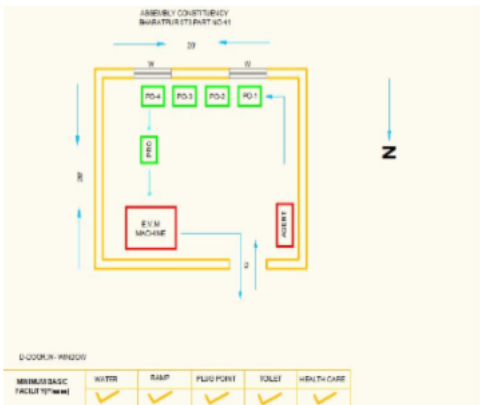 ASSEMBLY CONSTITUENCY
BHARATPUR 073 PART NO-41
20'
W W
PO-4 PO-3 PO-2 PO-1
PRO
N
20'
E.V.M
MACHINE
AGENT
D-DOOR,W- WINDOW
MINIMUM BASIC WATER RAMP PLUG POINT TOILET HEALTH CARE